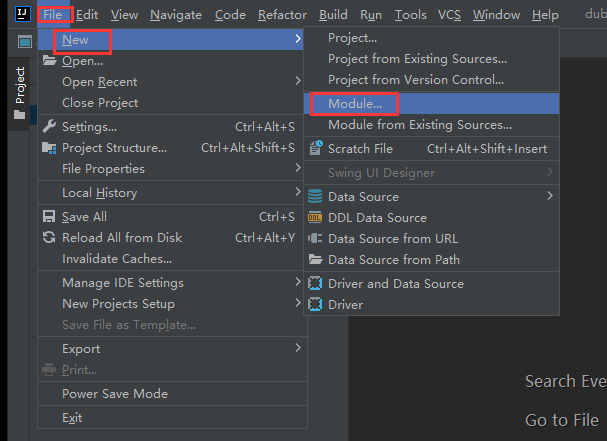 File Edit View Navigate Code Refactor Build Run Tools VCS Window Help dub
Project
New
Open...
Open Recent
Close Project
Settings... Ctrl+Alt+S
Project Structure... Ctrl+Alt+Shift+S
File Properties
Local History
Save All Ctrl+S
Reload All from Disk Ctrl+Alt+Y
Invalidate Caches...
Manage IDE Settings
New Projects Setup
Save File as Template...
Export
Print...
Power Save Mode
Exit
Project...
Project from Existing Sources...
Project from Version Control...
Module...
Module from Existing Sources...
Scratch File Ctrl+Alt+Shift+Insert
Swing UI Designer
Data Source
DDL Data Source
Data Source from URL
Data Source from Path
Driver and Data Source
Driver
Search Eve
Go to File